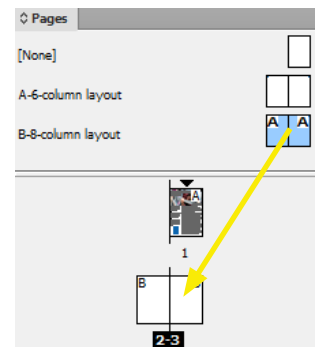 Pages
[None]
A-6-column layout
B-8-column layout
A A
A
1
B
2-3